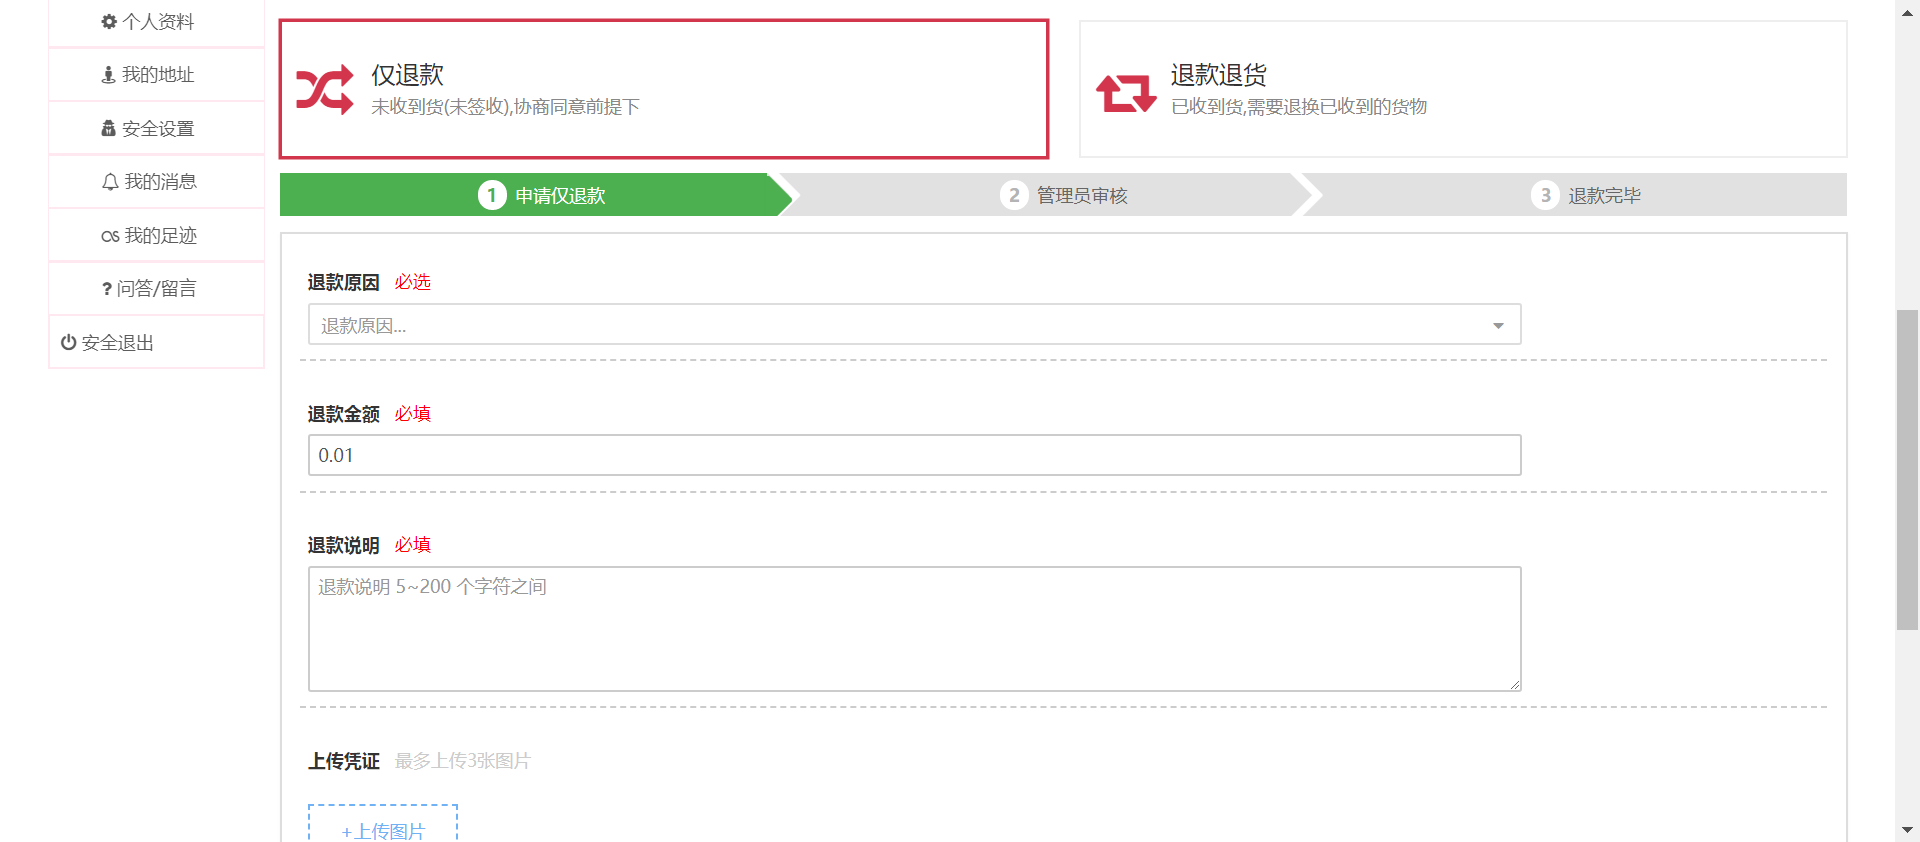 个人资料
我的地址
安全设置
我的消息
我的足迹
? 问答/留言
安全退出
仅退款
未收到货(未签收),协商同意前提下
退款退货
已收到货,需要退换已收到的货物
1 申请仅退款
2 管理员审核
3 退款完毕
退款原因 必选
退款原因...
退款金额 必填
0.01
退款说明 必填
退款说明 5~200 个字符之间
上传凭证 最多上传3张图片
+上传图片